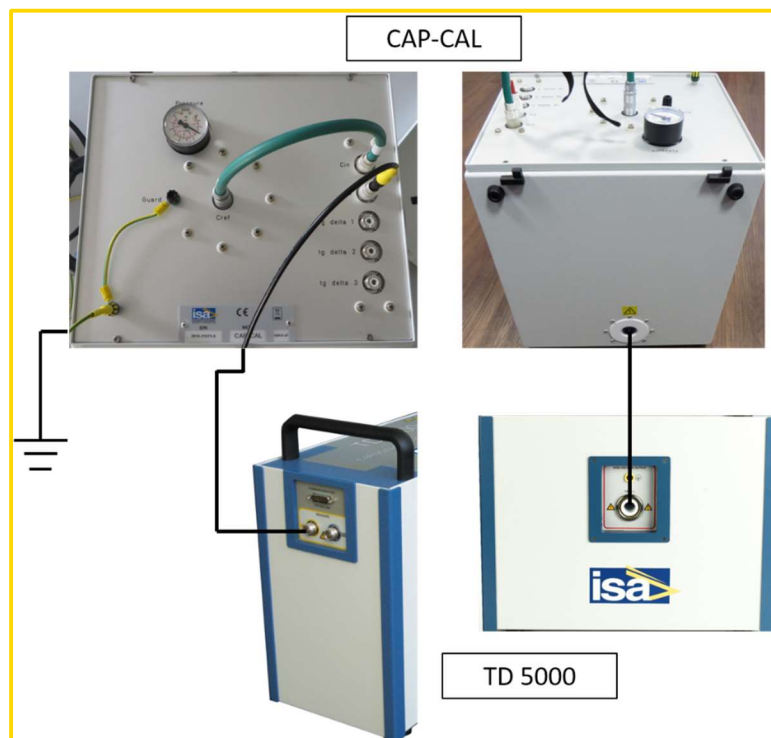 CAP-CAL
Pressure
Cin
Guard
Cref
tg delta 1
tg delta 2
tg delta 3
isa
CE
CAP-CAL
isa
TD 5000